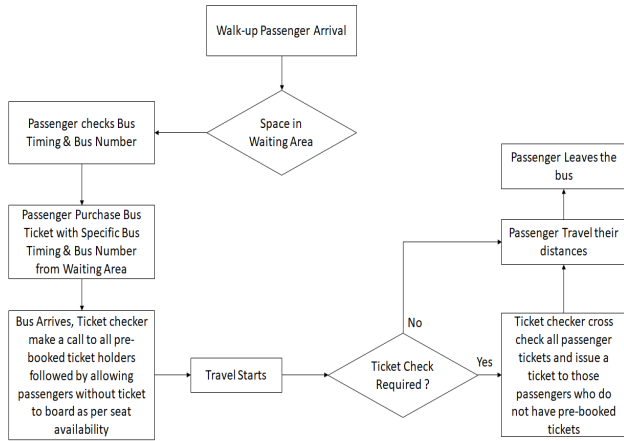 Walk-up Passenger Arrival
Space in
Waiting Area
Passenger checks Bus
Timing & Bus Number
Passenger Purchase Bus
Ticket with Specific Bus
Timing & Bus Number
from Waiting Area
Bus Arrives, Ticket checker
make a call to all pre-
booked ticket holders
followed by allowing
passengers without ticket
to board as per seat
availability
Travel Starts
Ticket Check
Required ?
No
Yes
Ticket checker cross
check all passenger
tickets and issue a
ticket to those
passengers who do
not have pre-booked
tickets
Passenger Travel their
distances
Passenger Leaves the
bus